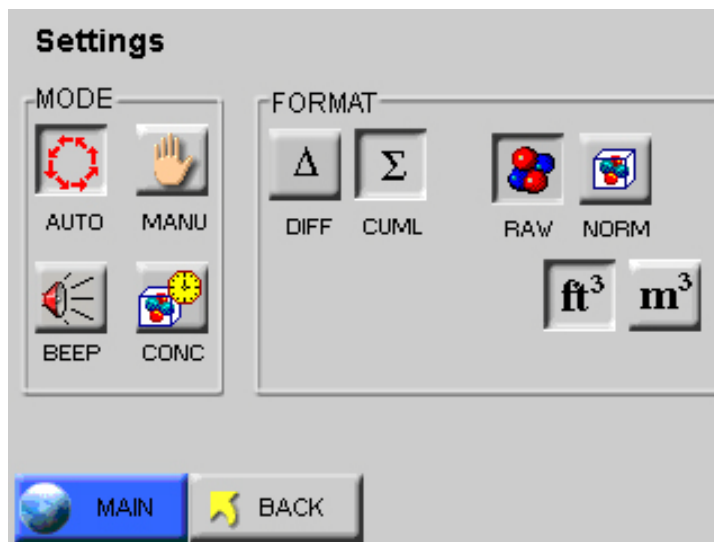 Settings
MODE
AUTO MANU
BEEP CONC
FORMAT
Δ Σ
DIFF CUML RAW NORM
ft³ m³
MAIN BACK